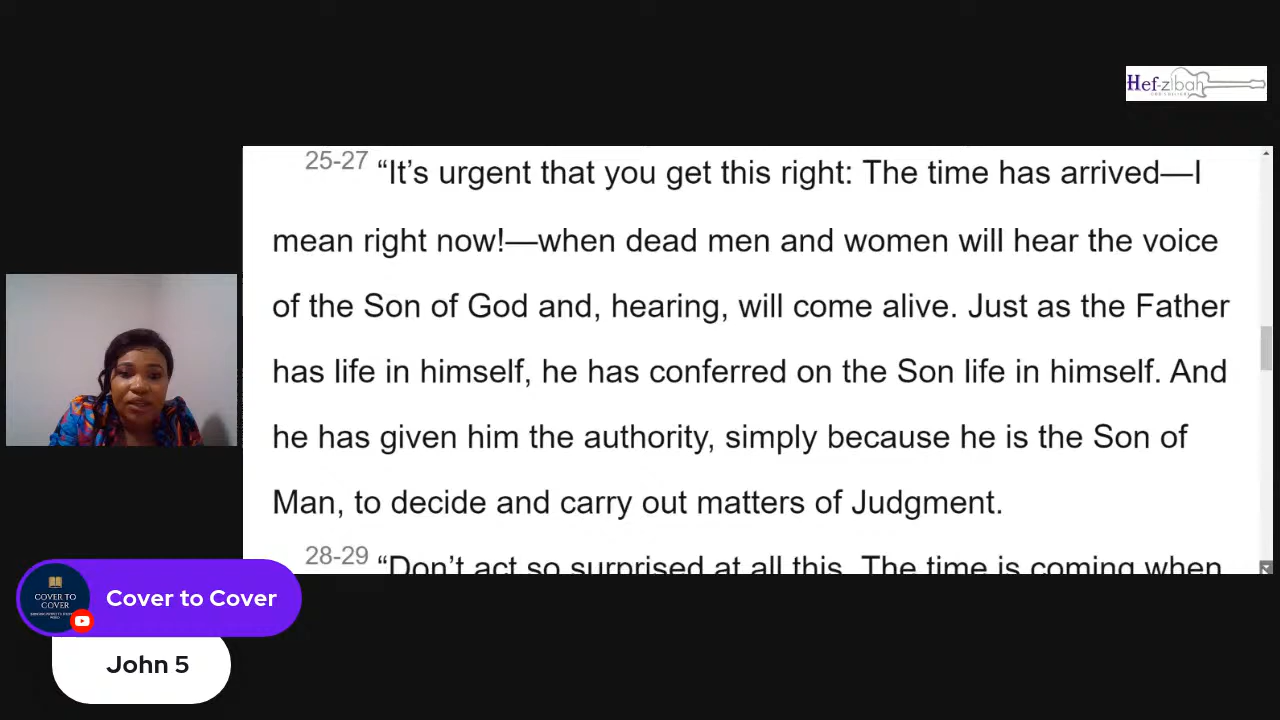 Hef-zibah
25-27 “It’s urgent that you get this right: The time has arrived—I
mean right now!—when dead men and women will hear the voice
of the Son of God and, hearing, will come alive. Just as the Father
has life in himself, he has conferred on the Son life in himself. And
he has given him the authority, simply because he is the Son of
Man, to decide and carry out matters of Judgment.
28-29 “Don’t act so surprised at all this. The time is coming when
COVER TO
COVER
Cover to Cover
John 5